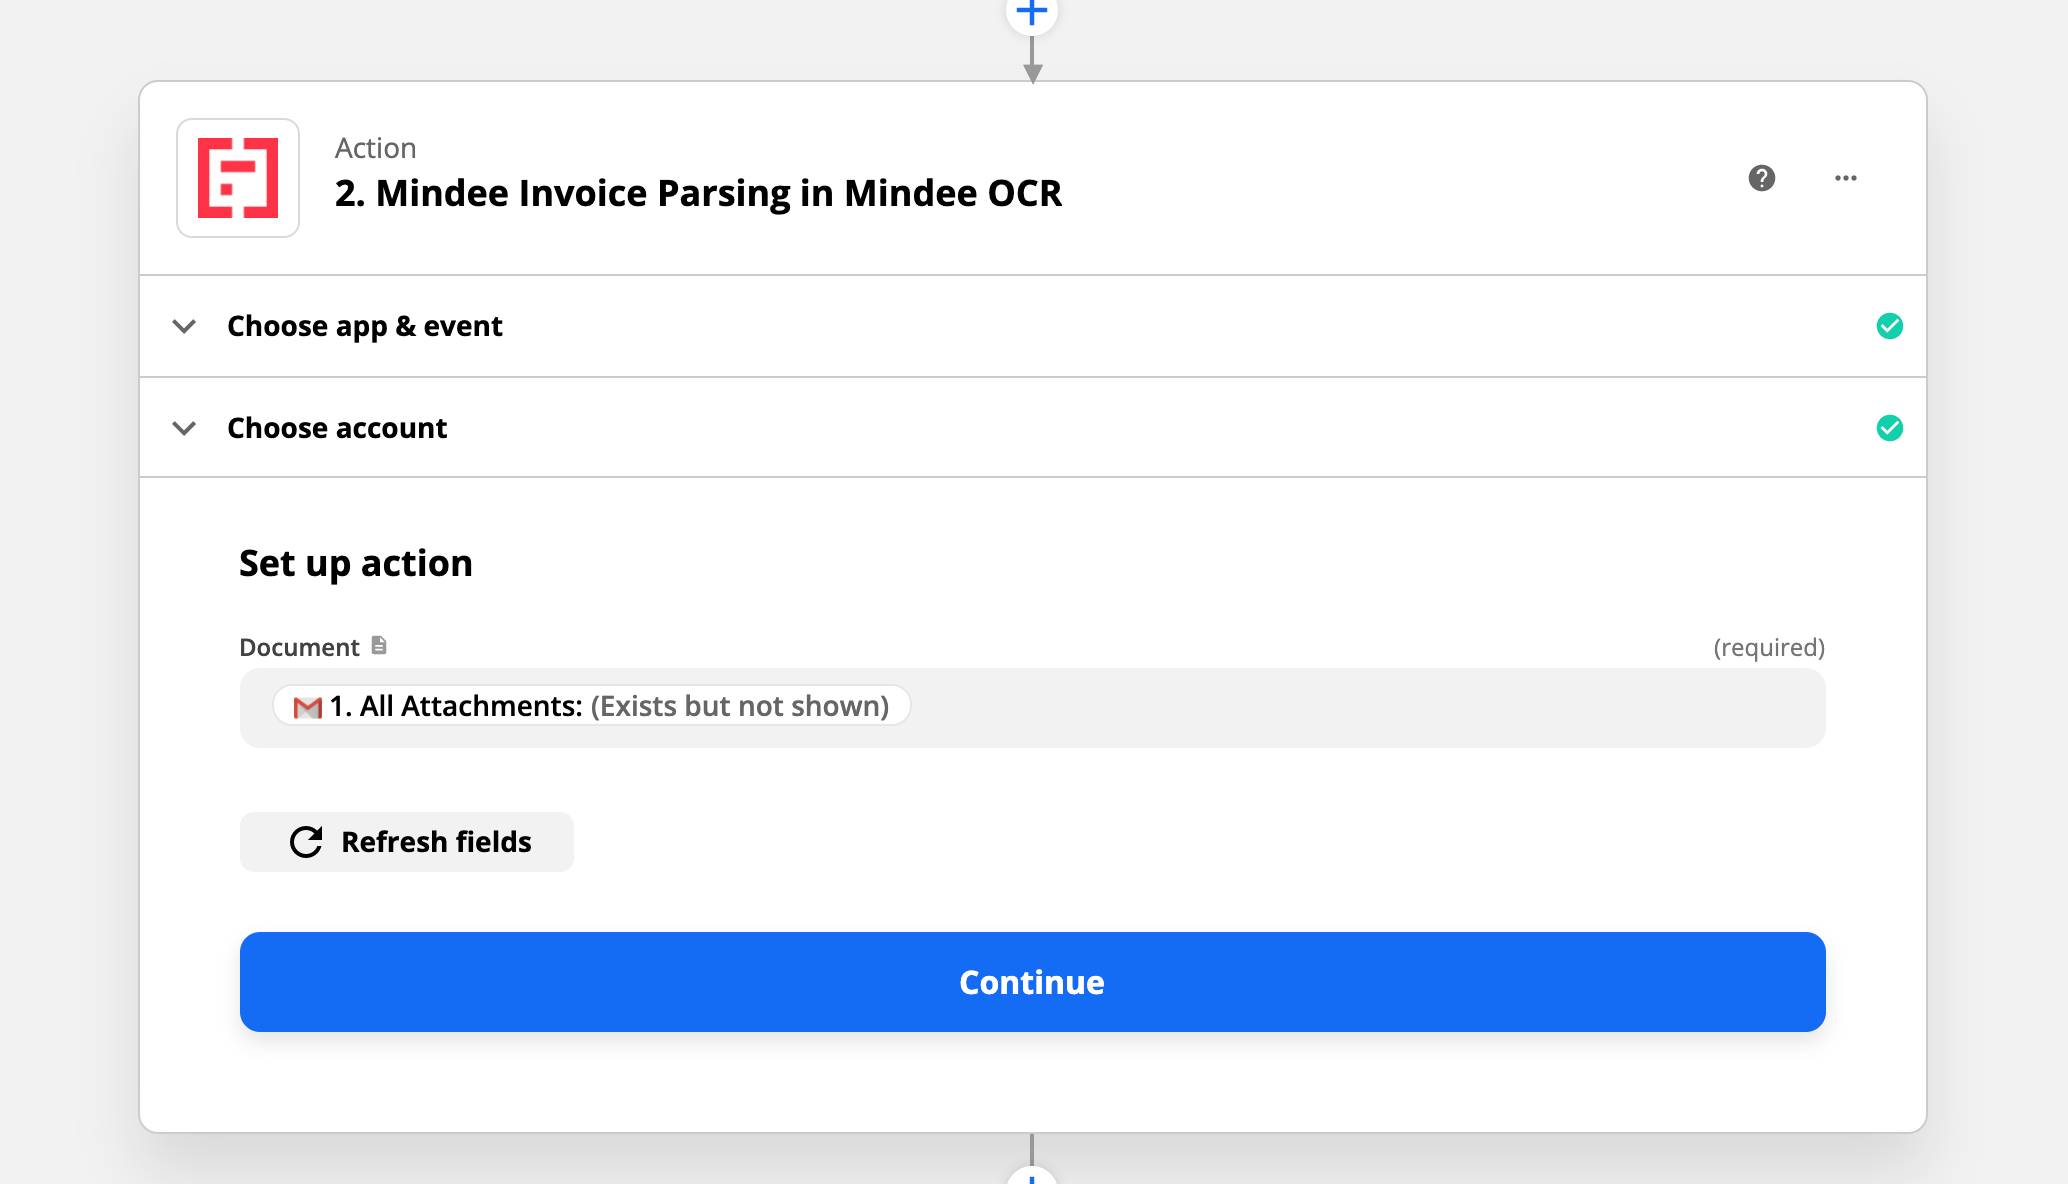 Action
2. Mindee Invoice Parsing in Mindee OCR
Choose app & event
Choose account
Set up action
Document
(required)
1. All Attachments: (Exists but not shown)
Refresh fields
Continue